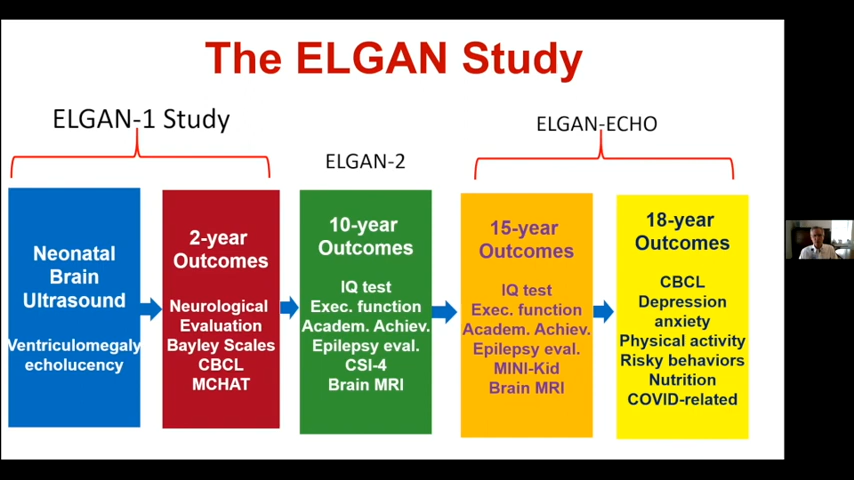 The ELGAN Study
ELGAN-1 Study
ELGAN-2
ELGAN-ECHO
Neonatal
Brain
Ultrasound
Ventriculomegaly
echolucency
2-year
Outcomes
Neurological
Evaluation
Bayley Scales
CBCL
MCHAT
10-year
Outcomes
IQ test
Exec. function
Academ. Achiev.
Epilepsy eval.
CSI-4
Brain MRI
15-year
Outcomes
IQ test
Exec. function
Academ. Achiev.
Epilepsy eval.
MINI-Kid
Brain MRI
18-year
Outcomes
CBCL
Depression
anxiety
Physical activity
Risky behaviors
Nutrition
COVID-related